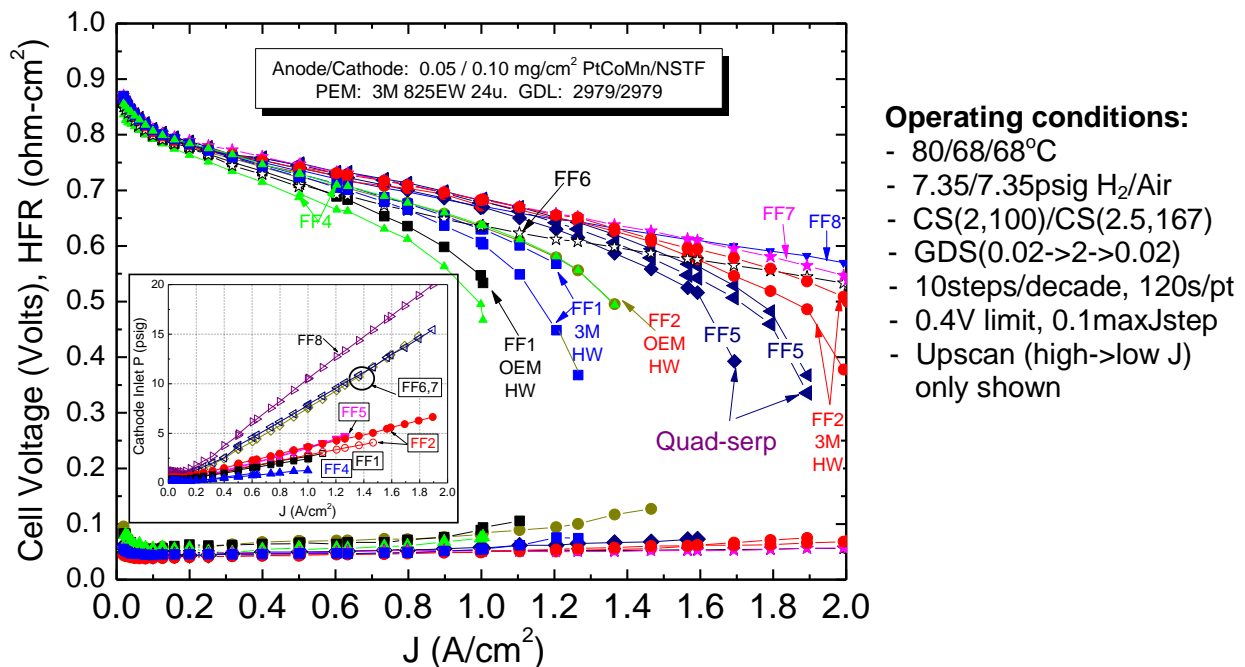 1.0
0.9
0.8
0.7
0.6
0.5
0.4
0.3
0.2
0.1
0.0
Cell Voltage (Volts), HFR (ohm-cm²)
Anode/Cathode: 0.05 / 0.10 mg/cm² PtCoMn/NSTF
PEM: 3M 825EW 24u. GDL: 2979/2979
FF4
FF6
FF7
FF8
FF1
OEM
HW
FF1
3M
HW
FF2
OEM
HW
FF5
FF5
FF2
3M
HW
Quad-serp
20
15
10
5
0
Cathode Inlet P (psig)
FF8
FF6,7
FF5
FF2
FF1
FF4
0.0 0.2 0.4 0.6 0.8 1.0 1.2 1.4 1.6 1.8 2.0
J (A/cm²)
0.0 0.2 0.4 0.6 0.8 1.0 1.2 1.4 1.6 1.8 2.0
J (A/cm²)
Operating conditions:
- 80/68/68°C
- 7.35/7.35psig H₂/Air
- CS(2,100)/CS(2.5,167)
- GDS(0.02->2->0.02)
- 10steps/decade, 120s/pt
- 0.4V limit, 0.1maxJstep
- Upscan (high->low J)
only shown